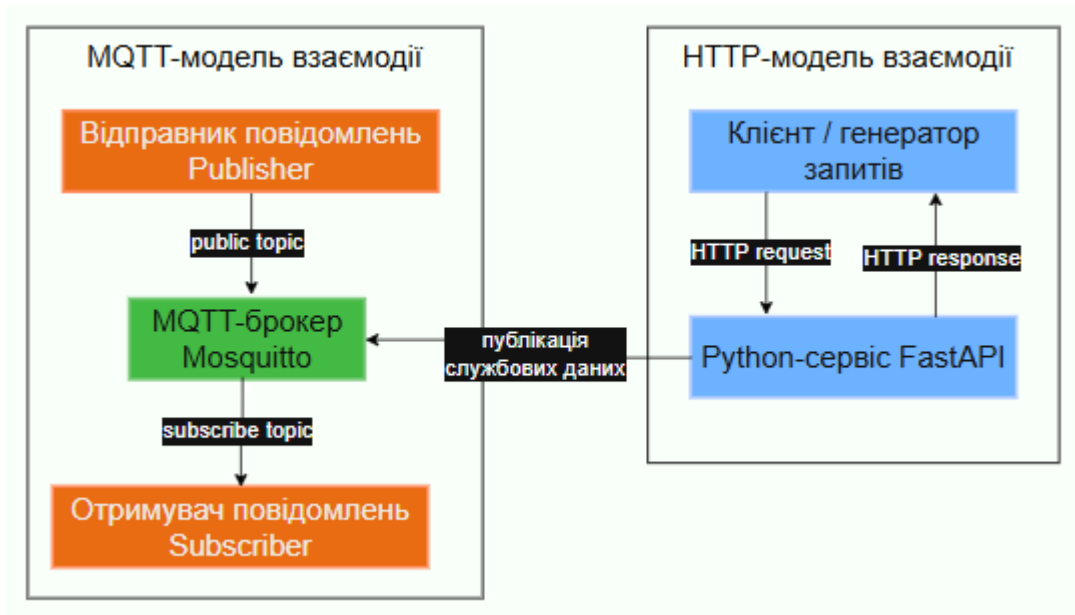 MQTT-модель взаємодії
Відправник повідомлень
Publisher
public topic
MQTT-брокер
Mosquitto
subscribe topic
Отримувач повідомлень
Subscriber
публікація
службових даних
HTTP-модель взаємодії
Клієнт / генератор
запитів
HTTP request
HTTP response
Python-сервіс FastAPI